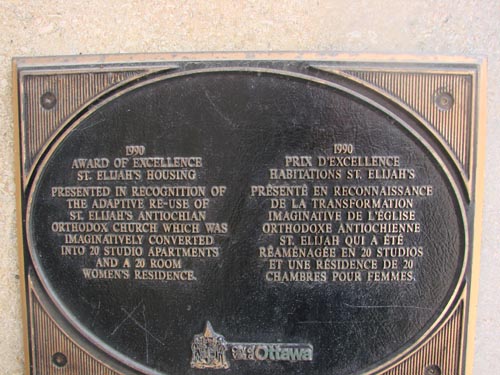 1990
AWARD OF EXCELLENCE
ST. ELIJAH'S HOUSING
PRESENTED IN RECOGNITION OF
THE ADAPTIVE RE-USE OF
ST. ELIJAH'S ANTIOCHIAN
ORTHODOX CHURCH WHICH WAS
IMAGINATIVELY CONVERTED
INTO 20 STUDIO APARTMENTS
AND A 20 ROOM
WOMEN'S RESIDENCE.
1990
PRIX D'EXCELLENCE
HABITATIONS ST. ELIJAH'S
PRÉSENTÉ EN RECONNAISSANCE
DE LA TRANSFORMATION
IMAGINATIVE DE L'ÉGLISE
ORTHODOXE ANTIOCHIENNE
ST. ELIJAH QUI A ÉTÉ
RÉAMÉNAGÉE EN 20 STUDIOS
ET UNE RÉSIDENCE DE 20
CHAMBRES POUR FEMMES.
Ottawa